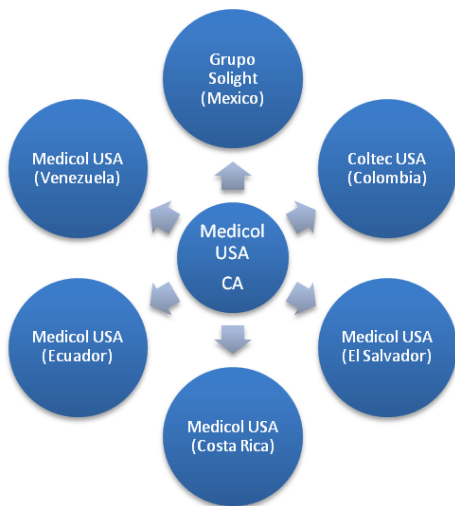 Grupo
Solight
(Mexico)
Medicol USA
(Venezuela)
Coltec USA
(Colombia)
Medicol
USA
CA
Medicol USA
(Ecuador)
Medicol USA
(El Salvador)
Medicol USA
(Costa Rica)